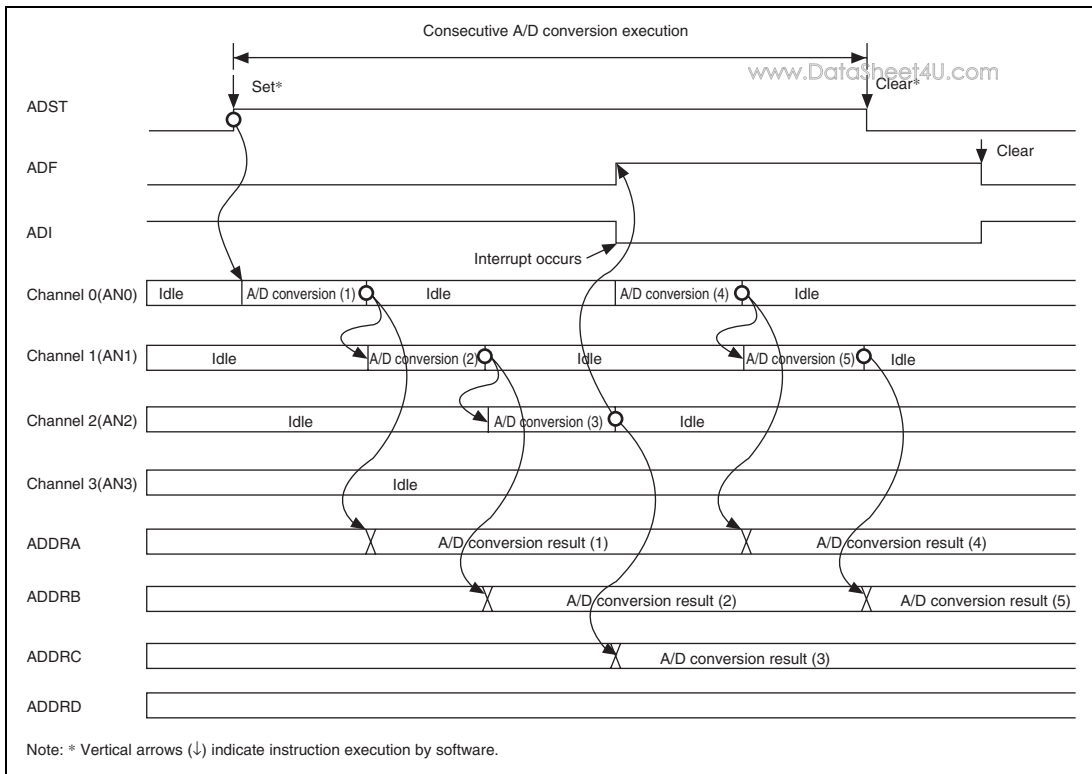 Consecutive A/D conversion execution
www.DataSheet4U.com
Set*
Clear*
ADST
ADF
Clear
ADI
Interrupt occurs
Channel 0(AN0) Idle A/D conversion (1) Idle A/D conversion (4) Idle
Channel 1(AN1) Idle A/D conversion (2) Idle A/D conversion (5) Idle
Channel 2(AN2) Idle A/D conversion (3) Idle
Channel 3(AN3) Idle
ADDRA A/D conversion result (1) A/D conversion result (4)
ADDRB A/D conversion result (2) A/D conversion result (5)
ADDRC A/D conversion result (3)
ADDRD
Note: * Vertical arrows (↓) indicate instruction execution by software.